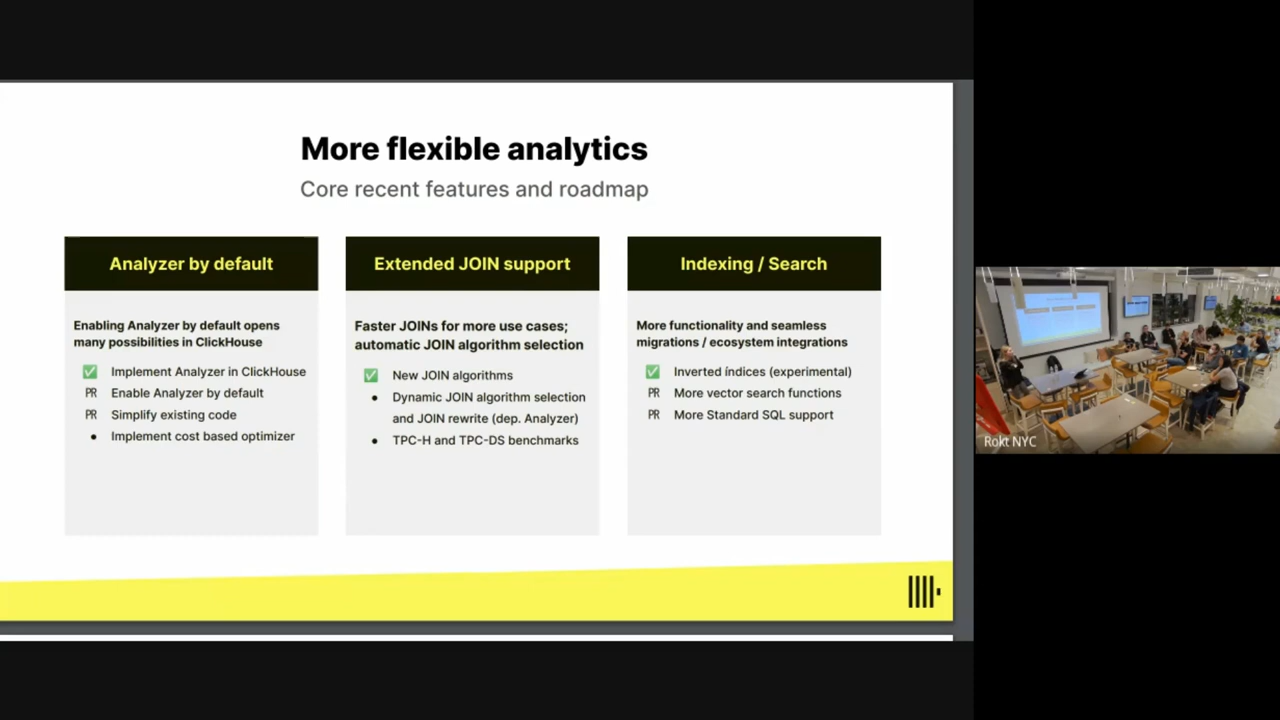 More flexible analytics
Core recent features and roadmap
Analyzer by default
Enabling Analyzer by default opens
many possibilities in ClickHouse
✅ Implement Analyzer in ClickHouse
PR Enable Analyzer by default
PR Simplify existing code
● Implement cost based optimizer
Extended JOIN support
Faster JOINs for more use cases;
automatic JOIN algorithm selection
✅ New JOIN algorithms
● Dynamic JOIN algorithm selection
and JOIN rewrite (dep. Analyzer)
● TPC-H and TPC-DS benchmarks
Indexing / Search
More functionality and seamless
migrations / ecosystem integrations
✅ Inverted índices (experimental)
PR More vector search functions
PR More Standard SQL support
Rokt NYC